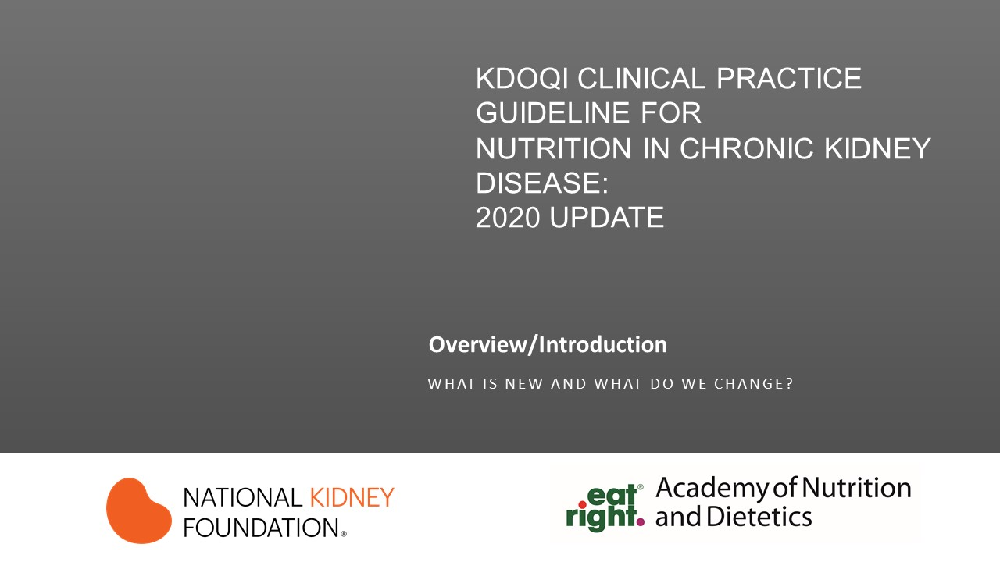 KDOQI CLINICAL PRACTICE
GUIDELINE FOR
NUTRITION IN CHRONIC KIDNEY
DISEASE:
2020 UPDATE
Overview/Introduction
WHAT IS NEW AND WHAT DO WE CHANGE?
NATIONAL KIDNEY
FOUNDATION®
eat®
right.
Academy of Nutrition
and Dietetics